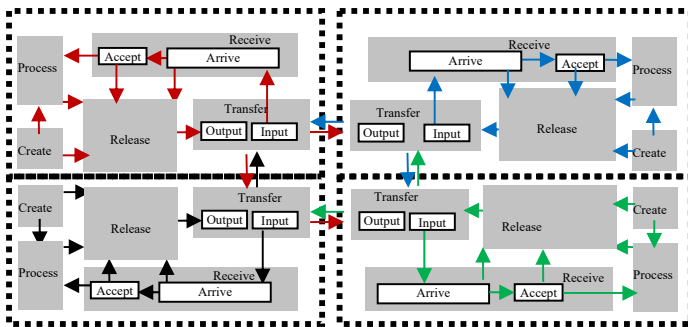 Receive
Accept
Arrive
Process
Transfer
Output
Input
Release
Create
Receive
Arrive
Accept
Process
Transfer
Output
Input
Release
Create
Create
Release
Transfer
Output
Input
Process
Receive
Accept
Arrive
Transfer
Output
Input
Release
Create
Receive
Arrive
Accept
Process